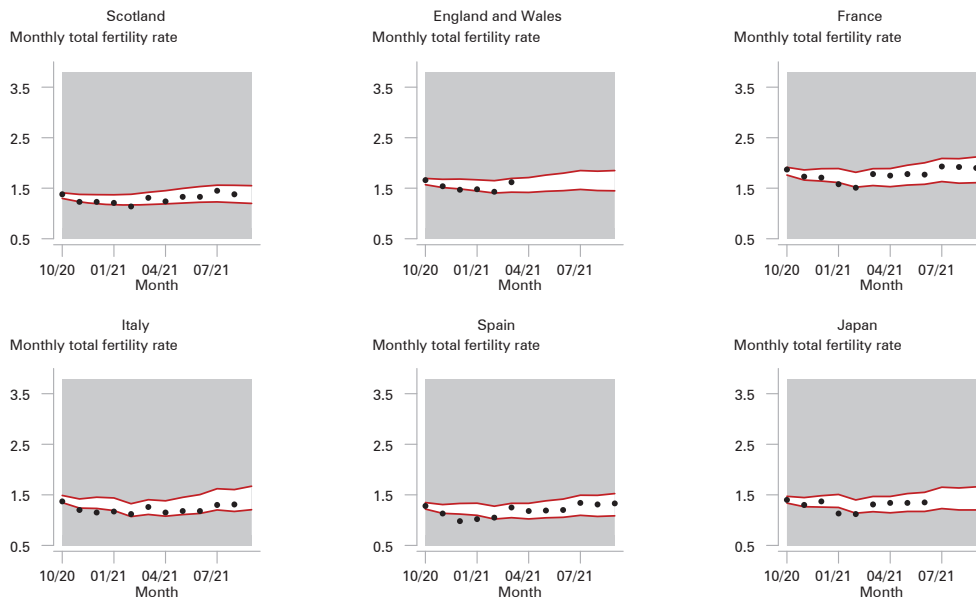 Scotland
Monthly total fertility rate
3.5
2.5
1.5
0.5
10/20 01/21 04/21 07/21
Month
England and Wales
Monthly total fertility rate
3.5
2.5
1.5
0.5
10/20 01/21 04/21 07/21
Month
France
Monthly total fertility rate
3.5
2.5
1.5
0.5
10/20 01/21 04/21 07/21
Month
Italy
Monthly total fertility rate
3.5
2.5
1.5
0.5
10/20 01/21 04/21 07/21
Month
Spain
Monthly total fertility rate
3.5
2.5
1.5
0.5
10/20 01/21 04/21 07/21
Month
Japan
Monthly total fertility rate
3.5
2.5
1.5
0.5
10/20 01/21 04/21 07/21
Month